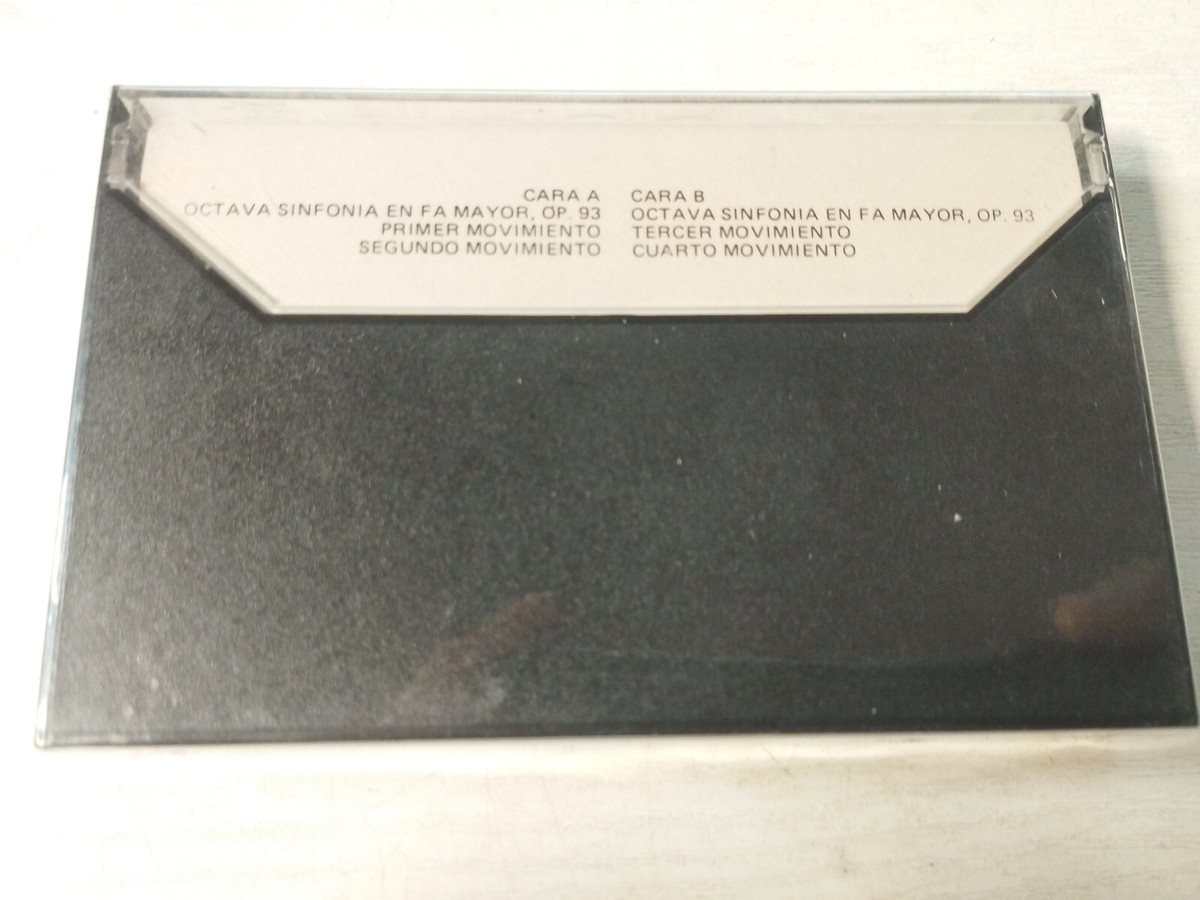 CARA A
OCTAVA SINFONIA EN FA MAYOR, OP. 93
PRIMER MOVIMIENTO
SEGUNDO MOVIMIENTO
CARA B
OCTAVA SINFONIA EN FA MAYOR, OP. 93
TERCER MOVIMIENTO
CUARTO MOVIMIENTO